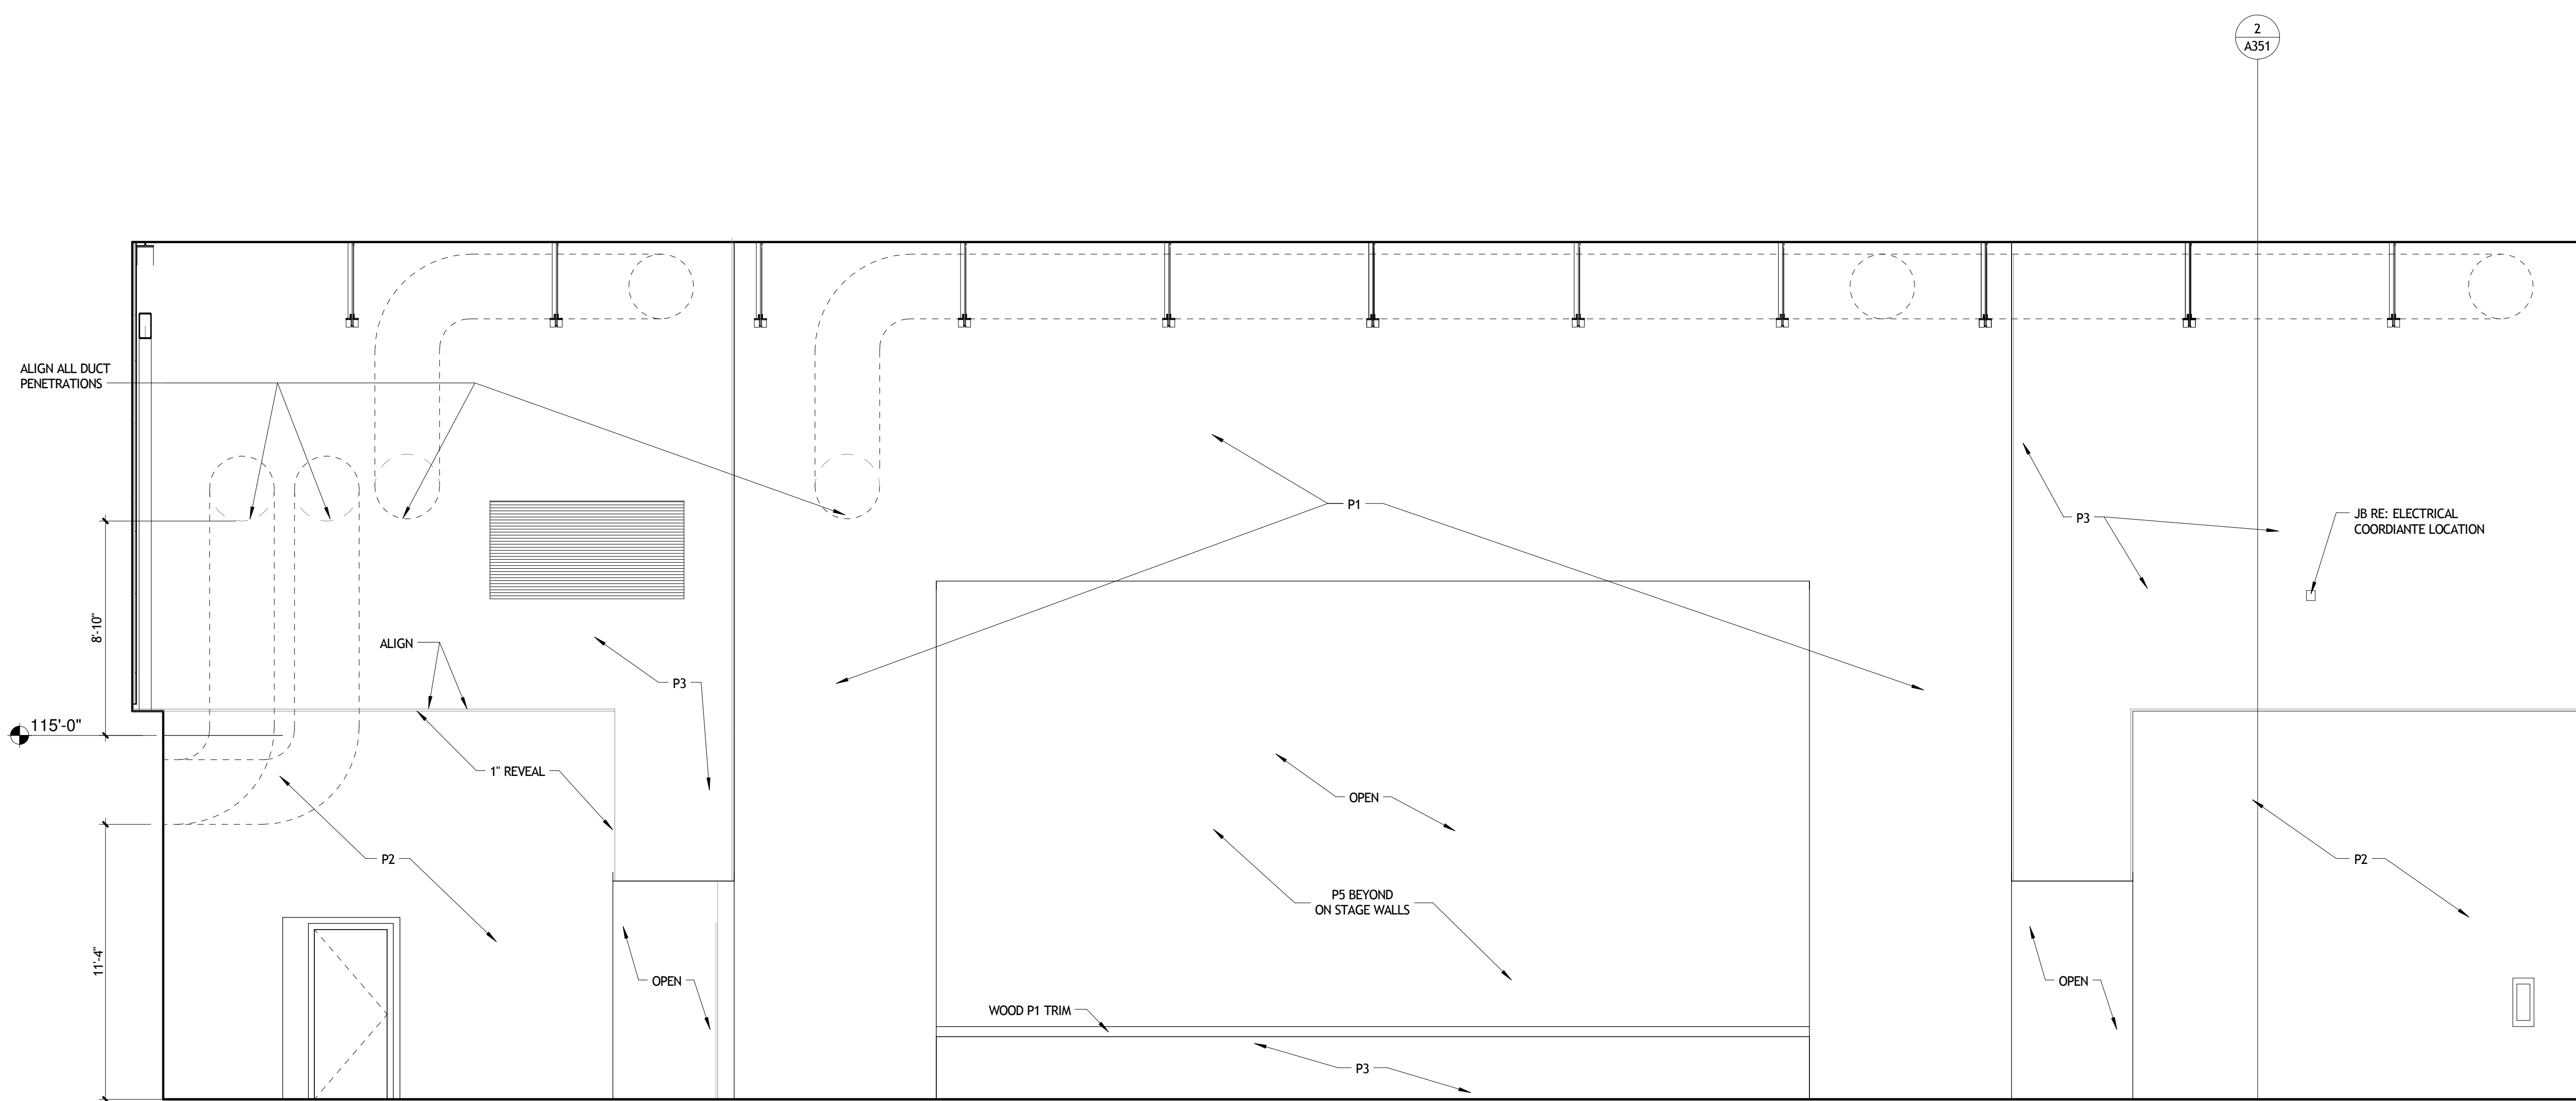 2
A351
ALIGN ALL DUCT
PENETRATIONS
P1
P3
JB RE: ELECTRICAL
COORDIANTE LOCATION
8'-10"
ALIGN
P3
115'-0"
1" REVEAL
OPEN
P2
P2
P5 BEYOND
ON STAGE WALLS
11'-4"
OPEN
OPEN
WOOD P1 TRIM
P3